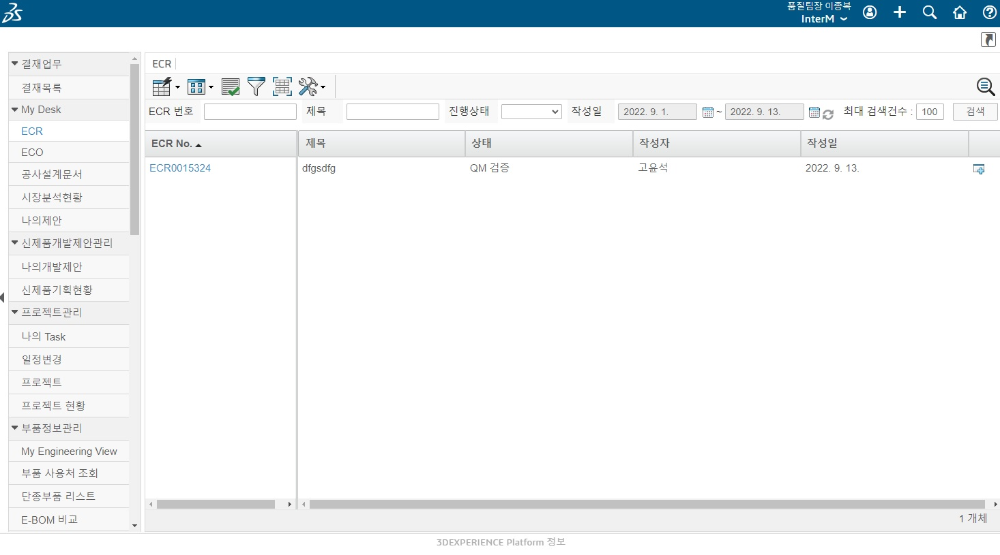 품질팀장 이종복
InterM
결재업무
결재목록
My Desk
ECR
ECO
공사설계문서
시장분석현황
나의제안
신제품개발제안관리
나의개발제안
신제품기획현황
프로젝트관리
나의 Task
일정변경
프로젝트
프로젝트 현황
부품정보관리
My Engineering View
부품 사용처 조회
단종부품 리스트
E-BOM 비교
ECR
ECR 번호 제목 진행상태 작성일 2022. 9. 1. ~ 2022. 9. 13. 최대 검색건수 : 100 검색
ECR No. 제목 상태 작성자 작성일
ECR0015324 dfgsdfg QM 검증 고윤석 2022. 9. 13.
1 개체
3DEXPERIENCE Platform 정보